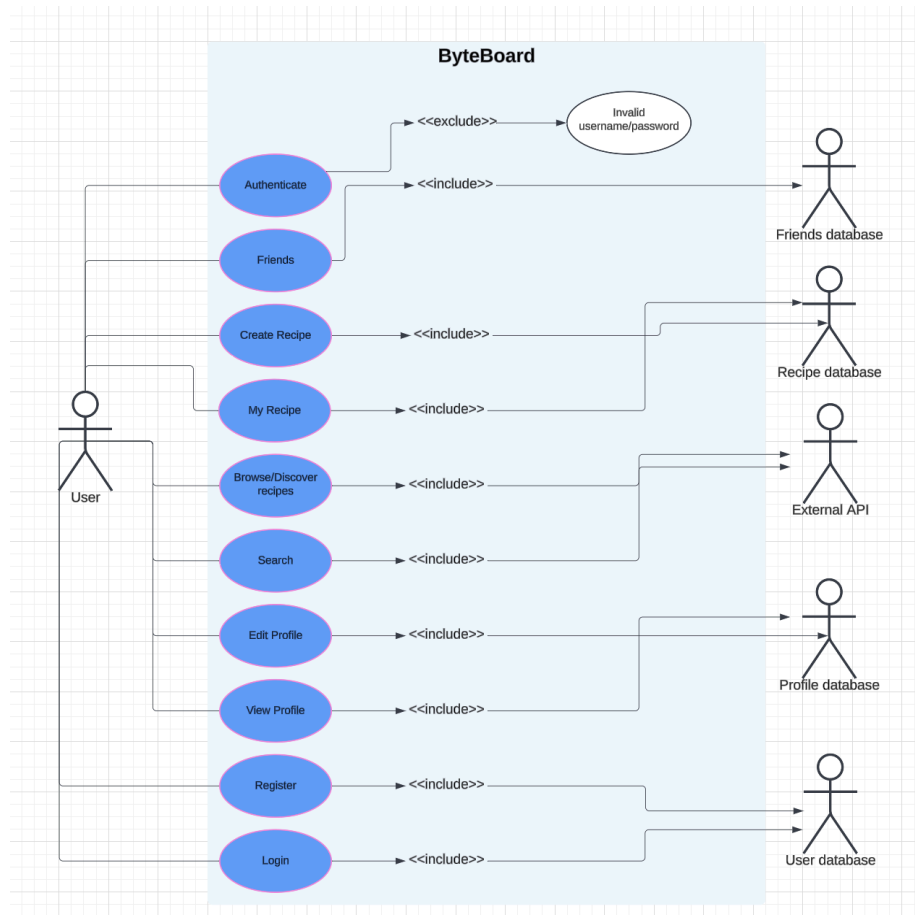 ByteBoard
<<exclude>>
Invalid
username/password
Authenticate
<<include>>
Friends database
Friends
Create Recipe
<<include>>
Recipe database
My Recipe
<<include>>
User
Browse/Discover
recipes
<<include>>
External API
Search
<<include>>
Edit Profile
<<include>>
Profile database
View Profile
<<include>>
Register
<<include>>
Login
<<include>>
User database